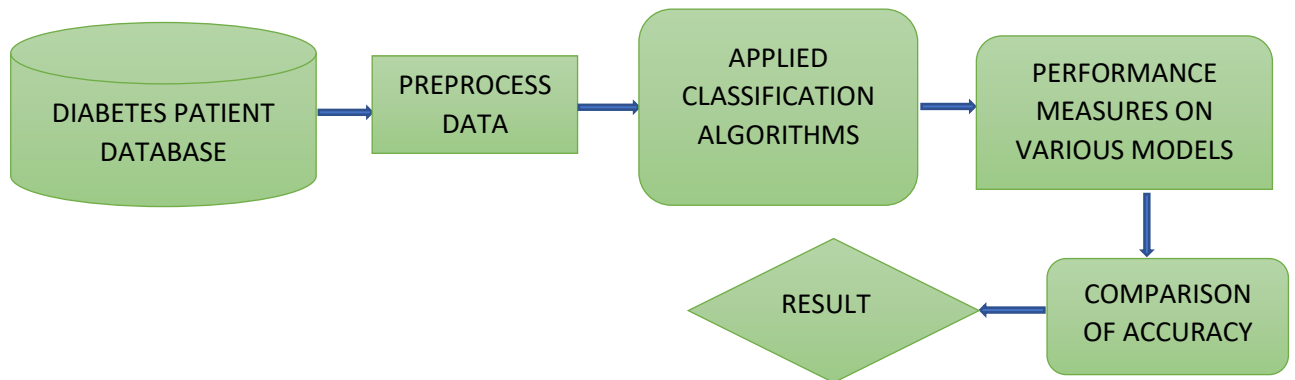 DIABETES PATIENT
DATABASE
PREPROCESS
DATA
APPLIED
CLASSIFICATION
ALGORITHMS
PERFORMANCE
MEASURES ON
VARIOUS MODELS
COMPARISON
OF ACCURACY
RESULT